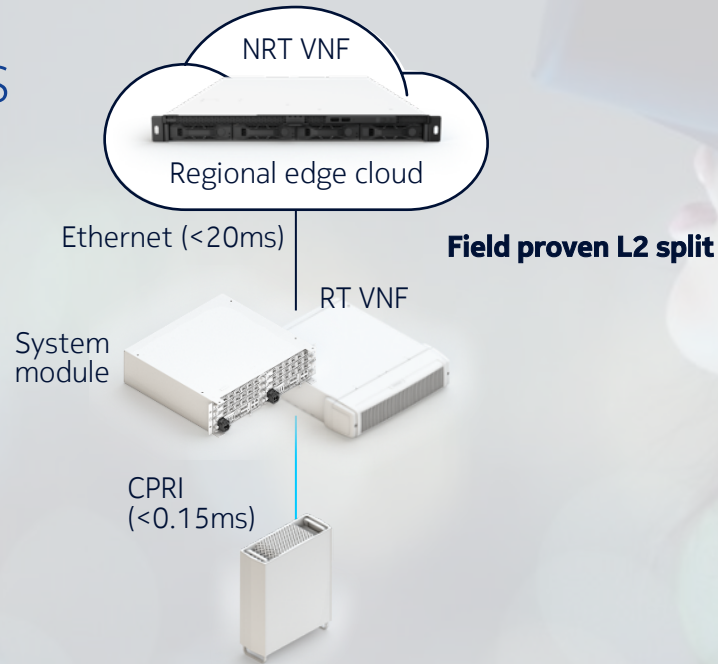 S
NRT VNF
Regional edge cloud
Ethernet (<20ms)
Field proven L2 split
RT VNF
System
module
CPRI
(<0.15ms)